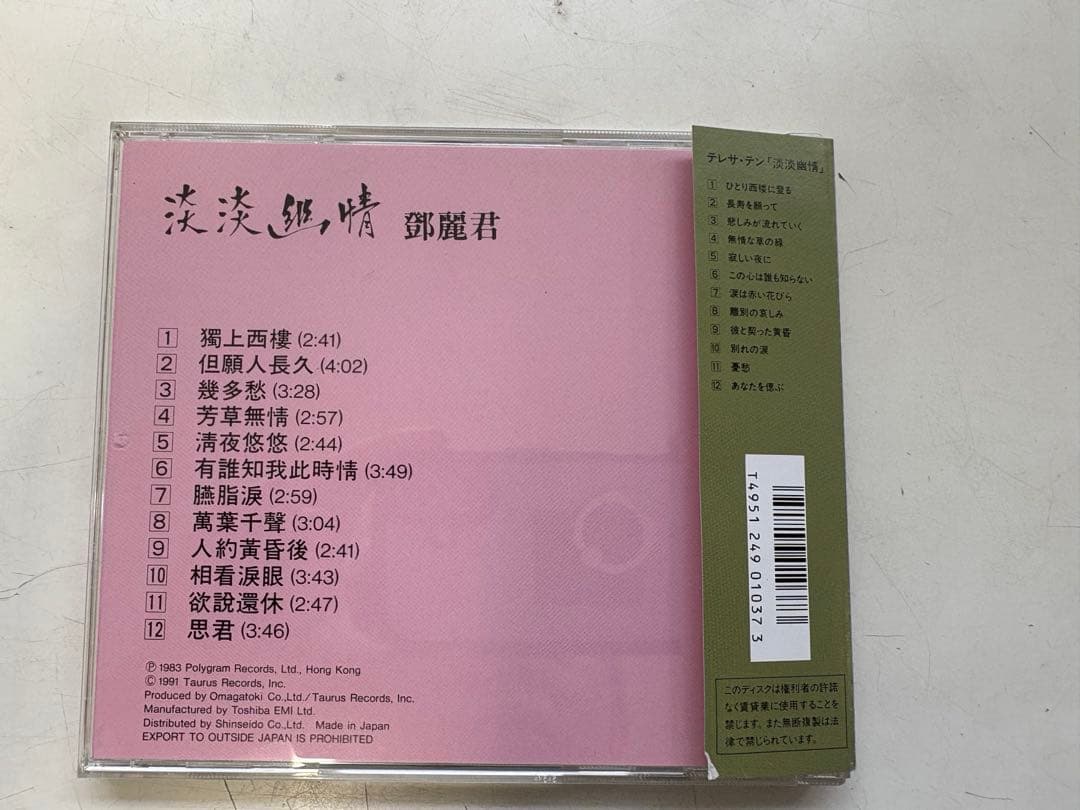 淡淡幽情 鄧麗君
1 獨上西樓 (2:41)
2 但願人長久 (4:02)
3 幾多愁 (3:28)
4 芳草無情 (2:57)
5 清夜悠悠 (2:44)
6 有誰知我此時情 (3:49)
7 臙脂淚 (2:59)
8 萬葉千聲 (3:04)
9 人約黃昏後 (2:41)
10 相看淚眼 (3:43)
11 欲說還休 (2:47)
12 思君 (3:46)
Ⓟ 1983 Polygram Records, Ltd., Hong Kong
© 1991 Taurus Records, Inc.
Produced by Omagatoki Co.,Ltd./Taurus Records, Inc.
Manufactured by Toshiba EMI Ltd.
Distributed by Shinseido Co.,Ltd. Made in Japan
EXPORT TO OUTSIDE JAPAN IS PROHIBITED
テレサ・テン「淡淡幽情」
1 ひとり西楼に登る
2 長寿を願って
3 悲しみが流れていく
4 無情な草の緑
5 寂しい夜に
6 この心は誰も知らない
7 涙は赤い花びら
8 離別の哀しみ
9 彼と契った黄昏
10 別れの涙
11 憂愁
12 あなたを偲ぶ
T4951 249 01037 3
このディスクは権利者の許諾
なく賃貸業に使用することを
禁じます。また無断複製は法
律で禁じられています。